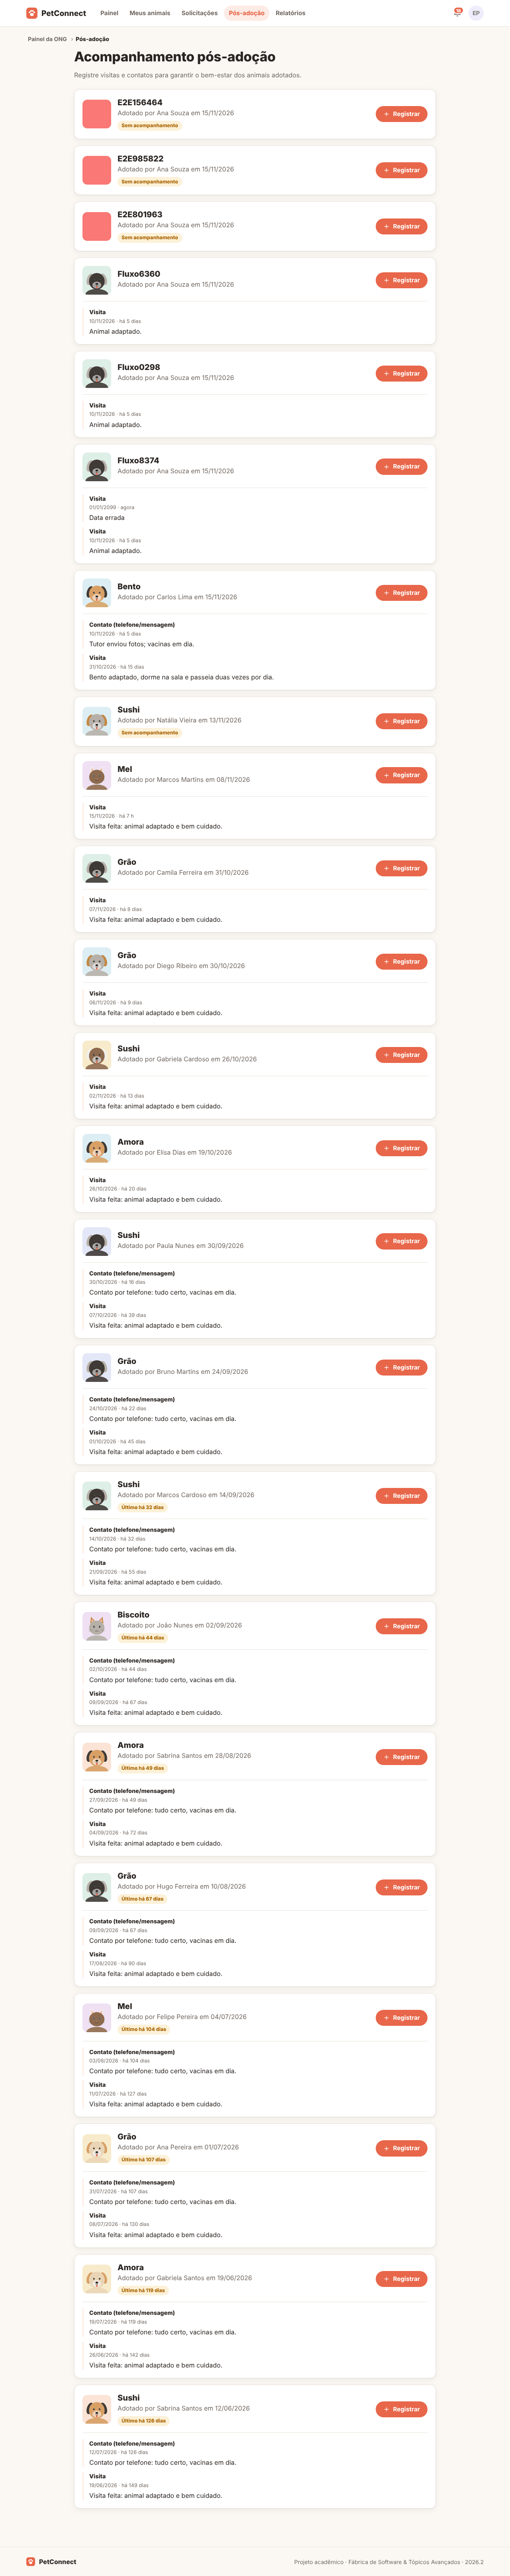 PetConnect
Painel
Meus animais
Solicitações
Pós-adoção
Relatórios
EP
Painel da ONG › Pós-adoção
Acompanhamento pós-adoção
Registre visitas e contatos para garantir o bem-estar dos animais adotados.
E2E156464
Adotado por Ana Souza em 15/11/2026
Sem acompanhamento
+ Registrar
E2E985822
Adotado por Ana Souza em 15/11/2026
Sem acompanhamento
+ Registrar
E2E801963
Adotado por Ana Souza em 15/11/2026
Sem acompanhamento
+ Registrar
Fluxo6360
Adotado por Ana Souza em 15/11/2026
+ Registrar
Visita
10/11/2026 · há 5 dias
Animal adaptado.
Fluxo0298
Adotado por Ana Souza em 15/11/2026
+ Registrar
Visita
10/11/2026 · há 5 dias
Animal adaptado.
Fluxo8374
Adotado por Ana Souza em 15/11/2026
+ Registrar
Visita
01/01/2099 · agora
Data errada
Visita
10/11/2026 · há 5 dias
Animal adaptado.
Bento
Adotado por Carlos Lima em 15/11/2026
+ Registrar
Contato (telefone/mensagem)
10/11/2026 · há 5 dias
Tutor enviou fotos; vacinas em dia.
Visita
31/10/2026 · há 15 dias
Bento adaptado, dorme na sala e passeia duas vezes por dia.
Sushi
Adotado por Natália Vieira em 13/11/2026
Sem acompanhamento
+ Registrar
Mel
Adotado por Marcos Martins em 08/11/2026
+ Registrar
Visita
15/11/2026 · há 7 h
Visita feita: animal adaptado e bem cuidado.
Grão
Adotado por Camila Ferreira em 31/10/2026
+ Registrar
Visita
07/11/2026 · há 8 dias
Visita feita: animal adaptado e bem cuidado.
Grão
Adotado por Diego Ribeiro em 30/10/2026
+ Registrar
Visita
06/11/2026 · há 9 dias
Visita feita: animal adaptado e bem cuidado.
Sushi
Adotado por Gabriela Cardoso em 26/10/2026
+ Registrar
Visita
02/11/2026 · há 13 dias
Visita feita: animal adaptado e bem cuidado.
Amora
Adotado por Elisa Dias em 19/10/2026
+ Registrar
Visita
26/10/2026 · há 20 dias
Visita feita: animal adaptado e bem cuidado.
Sushi
Adotado por Paula Nunes em 30/09/2026
+ Registrar
Contato (telefone/mensagem)
30/10/2026 · há 16 dias
Contato por telefone: tudo certo, vacinas em dia.
Visita
07/10/2026 · há 39 dias
Visita feita: animal adaptado e bem cuidado.
Grão
Adotado por Bruno Martins em 24/09/2026
+ Registrar
Contato (telefone/mensagem)
24/10/2026 · há 22 dias
Contato por telefone: tudo certo, vacinas em dia.
Visita
01/10/2026 · há 45 dias
Visita feita: animal adaptado e bem cuidado.
Sushi
Adotado por Marcos Cardoso em 14/09/2026
Último há 32 dias
+ Registrar
Contato (telefone/mensagem)
14/10/2026 · há 32 dias
Contato por telefone: tudo certo, vacinas em dia.
Visita
21/09/2026 · há 55 dias
Visita feita: animal adaptado e bem cuidado.
Biscoito
Adotado por João Nunes em 02/09/2026
Último há 44 dias
+ Registrar
Contato (telefone/mensagem)
02/10/2026 · há 44 dias
Contato por telefone: tudo certo, vacinas em dia.
Visita
09/09/2026 · há 67 dias
Visita feita: animal adaptado e bem cuidado.
Amora
Adotado por Sabrina Santos em 28/08/2026
Último há 49 dias
+ Registrar
Contato (telefone/mensagem)
27/09/2026 · há 49 dias
Contato por telefone: tudo certo, vacinas em dia.
Visita
04/09/2026 · há 72 dias
Visita feita: animal adaptado e bem cuidado.
Grão
Adotado por Hugo Ferreira em 10/08/2026
Último há 67 dias
+ Registrar
Contato (telefone/mensagem)
09/09/2026 · há 67 dias
Contato por telefone: tudo certo, vacinas em dia.
Visita
17/08/2026 · há 90 dias
Visita feita: animal adaptado e bem cuidado.
Mel
Adotado por Felipe Pereira em 04/07/2026
Último há 104 dias
+ Registrar
Contato (telefone/mensagem)
03/08/2026 · há 104 dias
Contato por telefone: tudo certo, vacinas em dia.
Visita
11/07/2026 · há 127 dias
Visita feita: animal adaptado e bem cuidado.
Grão
Adotado por Ana Pereira em 01/07/2026
Último há 107 dias
+ Registrar
Contato (telefone/mensagem)
31/07/2026 · há 107 dias
Contato por telefone: tudo certo, vacinas em dia.
Visita
08/07/2026 · há 130 dias
Visita feita: animal adaptado e bem cuidado.
Amora
Adotado por Gabriela Santos em 19/06/2026
Último há 119 dias
+ Registrar
Contato (telefone/mensagem)
19/07/2026 · há 119 dias
Contato por telefone: tudo certo, vacinas em dia.
Visita
26/06/2026 · há 142 dias
Visita feita: animal adaptado e bem cuidado.
Sushi
Adotado por Sabrina Santos em 12/06/2026
Último há 126 dias
+ Registrar
Contato (telefone/mensagem)
12/07/2026 · há 126 dias
Contato por telefone: tudo certo, vacinas em dia.
Visita
19/06/2026 · há 149 dias
Visita feita: animal adaptado e bem cuidado.
PetConnect
Projeto acadêmico · Fábrica de Software & Tópicos Avançados · 2026.2